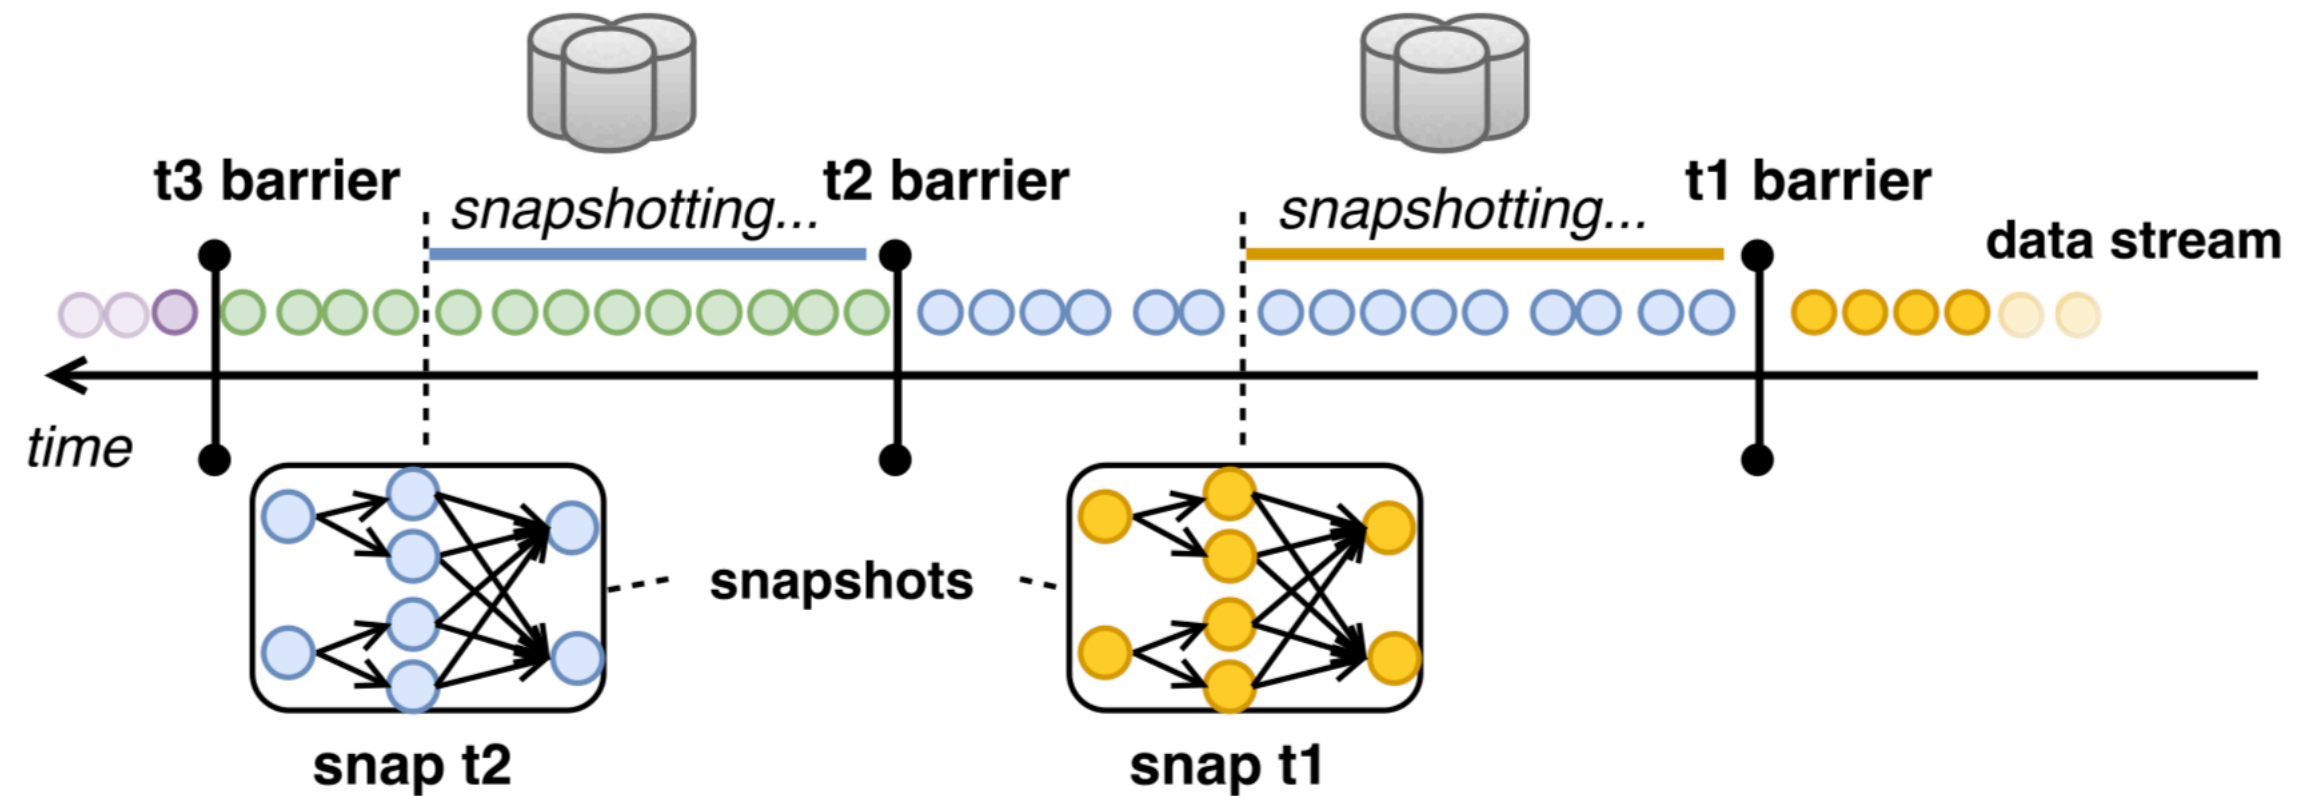 t3 barrier
snapshotting...
t2 barrier
snapshotting...
t1 barrier
data stream
time
snapshots
snap t2
snap t1